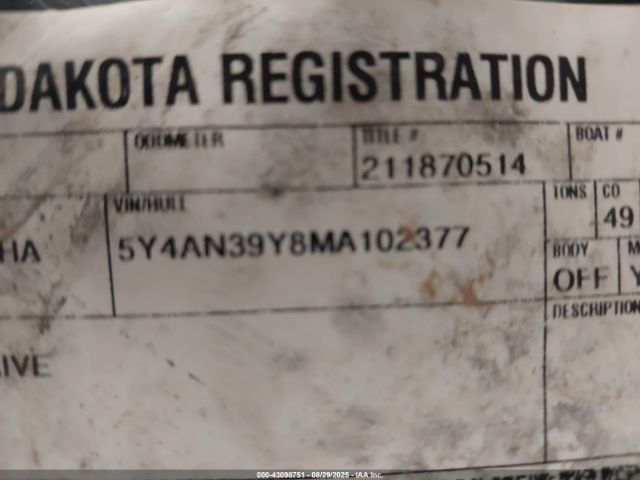 DAKOTA REGISTRATION
ODOMETER TITLE # BOAT #
211870514
VIN/HULL TONS CO
HA 5Y4AN39Y8MA102377 49
BODY M
OFF Y
DESCRIPTION
IVE
000-43098751 - 08/29/2025 - IAA Inc.